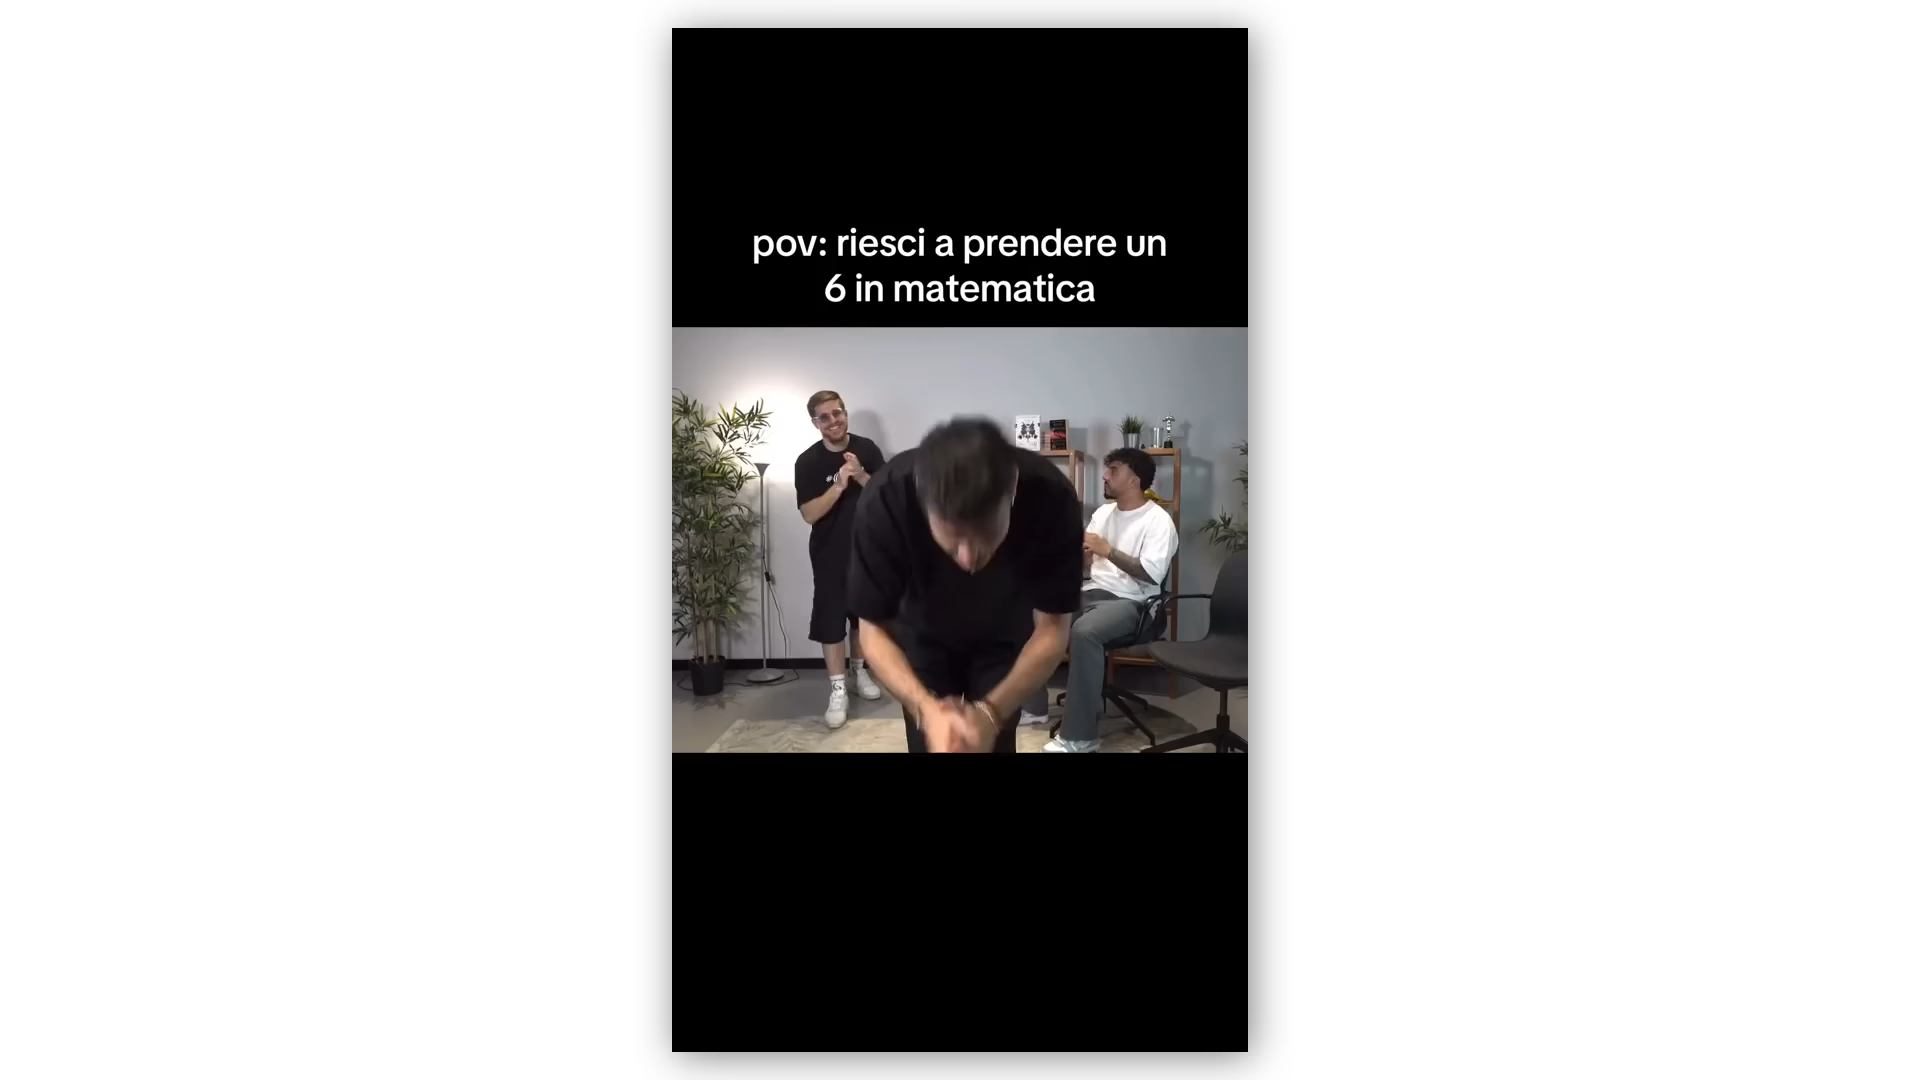 pov: riesci a prendere un
6 in matematica